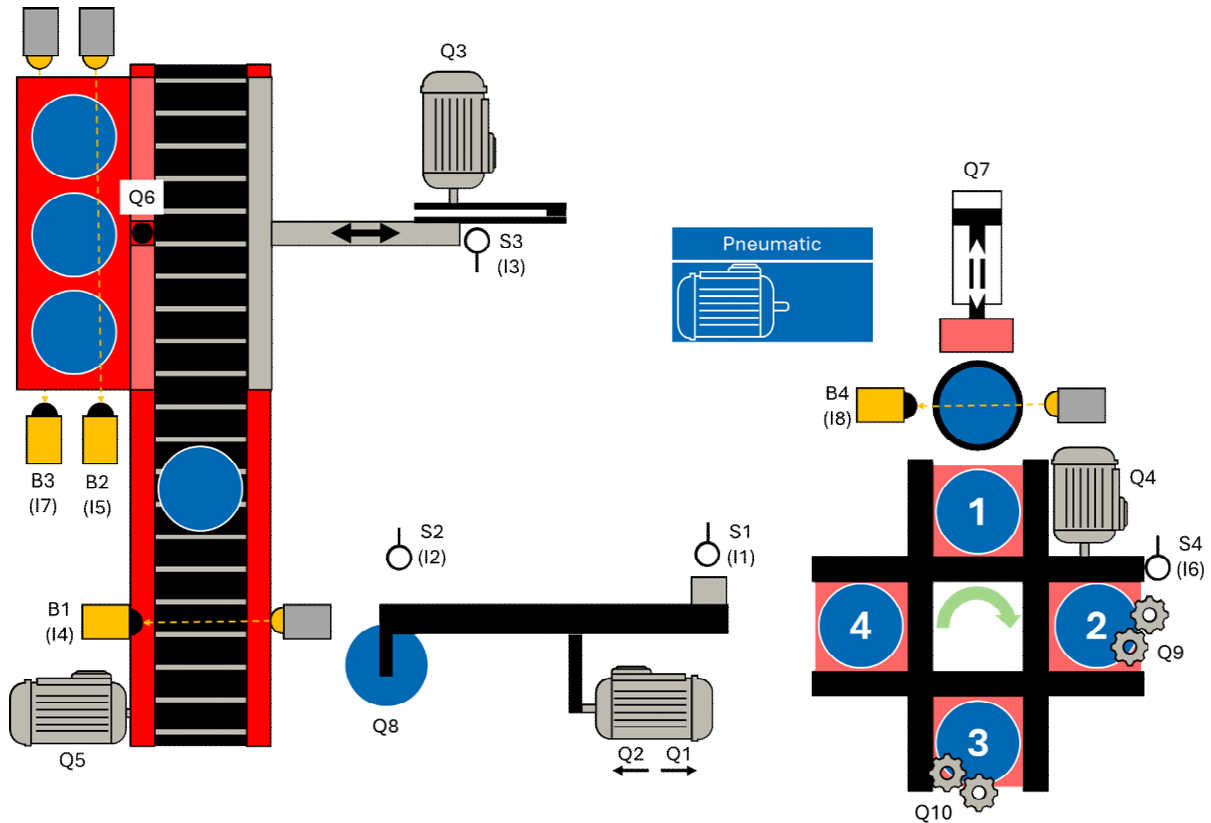 Q3
Q7
Q6
Pneumatic
S3
(I3)
B4
(I8)
B3
(I7)
B2
(I5)
Q4
1
S2
(I2)
S1
(I1)
S4
(I6)
B1
(I4)
4
2
Q9
Q8
Q5
Q2 Q1
3
Q10